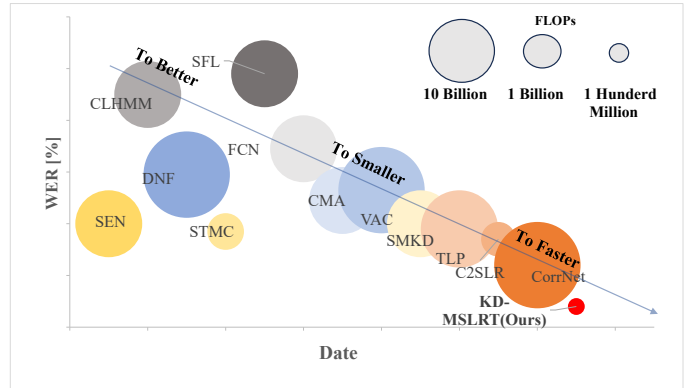 FLOPs
10 Billion
1 Billion
1 Hunderd
Million
To Better
SFL
CLHMM
FCN
To Smaller
DNF
CMA
SEN
STMC
VAC
SMKD
To Faster
TLP
C2SLR
CorrNet
KD-
MSLRT(Ours)
WER [%]
Date